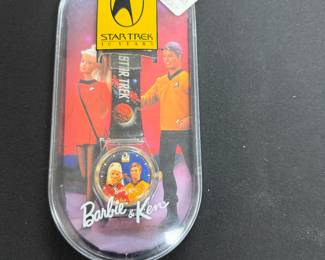 STAR TREK
30 YEARS
STAR TREK
Barbie & Ken